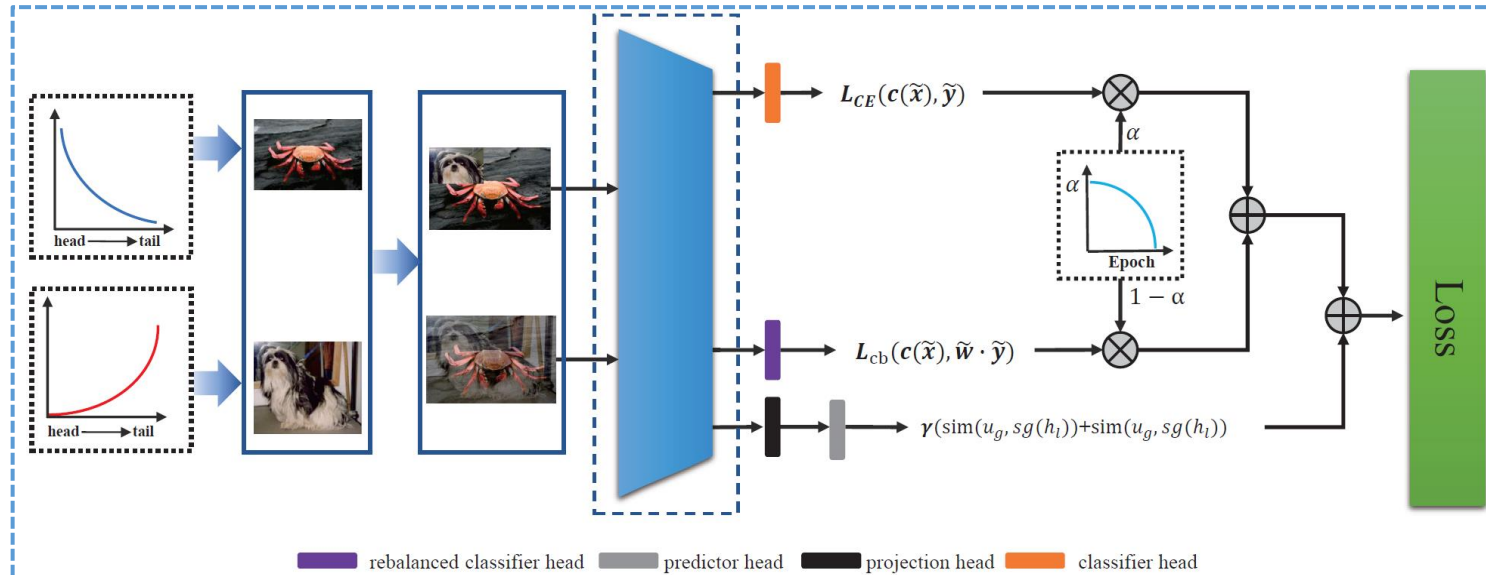 head tail
head tail
L_CE(c(x̃), ỹ)
α
α
Epoch
1 − α
L_cb(c(x̃), w̃ · ỹ)
γ(sim(u_g, sg(h_l))+sim(u_g, sg(h_l))
Loss
rebalanced classifier head
predictor head
projection head
classifier head